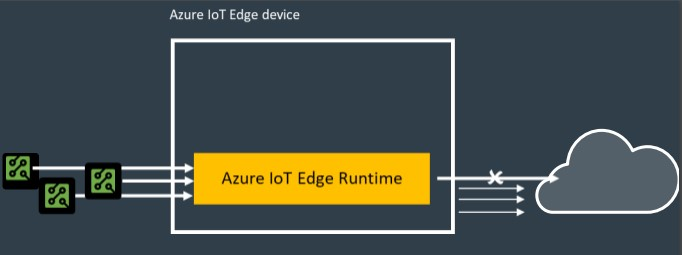 Azure IoT Edge device
Azure IoT Edge Runtime